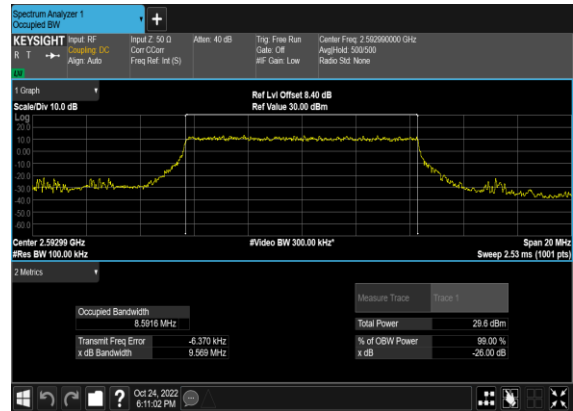 Spectrum Analyzer 1
Occupied BW
+
KEYSIGHT
R T
LXI
Input: RF
Coupling: DC
Align: Auto
Input Z: 50 Ω
Corr CCorr
Freq Ref: Int (S)
Atten: 40 dB
Trig: Free Run
Gate: Off
#IF Gain: Low
Center Freq: 2.592990000 GHz
Avg|Hold: 500/500
Radio Std: None
1 Graph
Scale/Div 10.0 dB
Ref Lvl Offset 8.40 dB
Ref Value 30.00 dBm
Log
20.0
10.0
0.00
-10.0
-20.0
-30.0
-40.0
-50.0
-60.0
Center 2.59299 GHz
#Res BW 100.00 kHz
#Video BW 300.00 kHz*
Span 20 MHz
Sweep 2.53 ms (1001 pts)
2 Metrics
Measure Trace Trace 1
Occupied Bandwidth
8.5916 MHz
Total Power 29.6 dBm
Transmit Freq Error -6.370 kHz
% of OBW Power 99.00 %
x dB Bandwidth 9.569 MHz
x dB -26.00 dB
?
Oct 24, 2022
6:11:02 PM